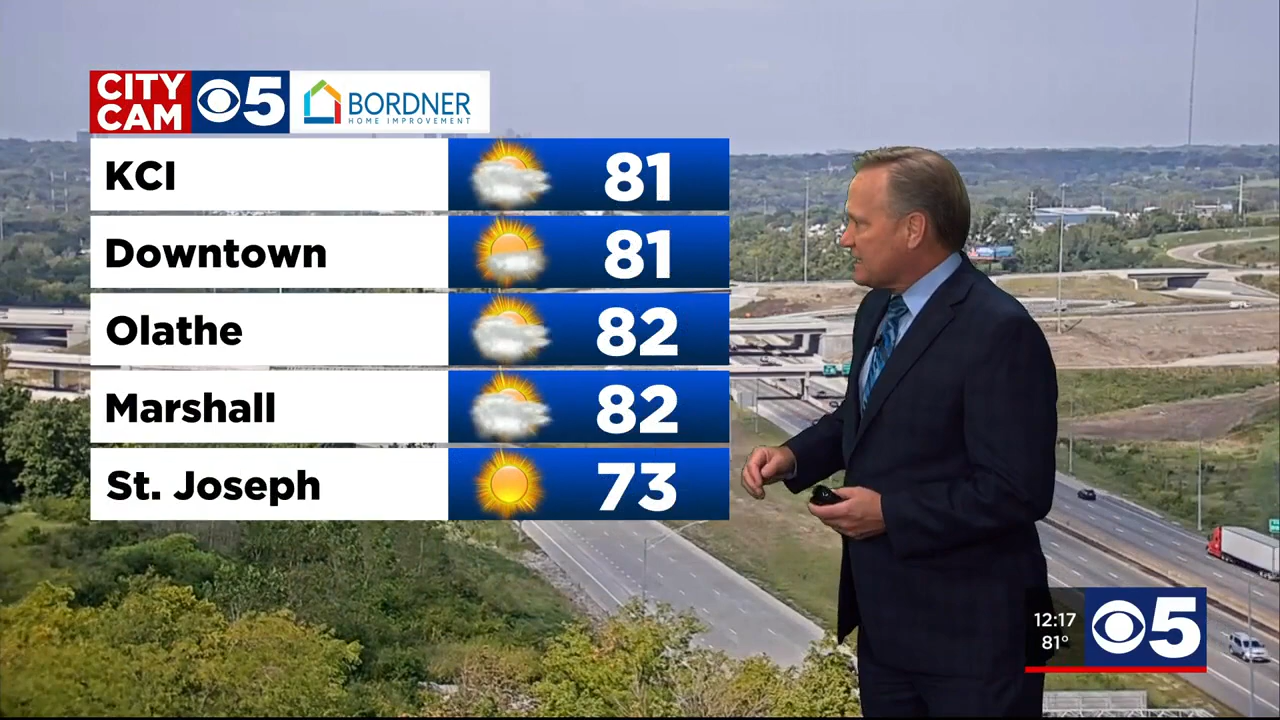 CITY
CAM
5
BORDNER
HOME IMPROVEMENT
KCI 81
Downtown 81
Olathe 82
Marshall 82
St. Joseph 73
12:17
81°
5